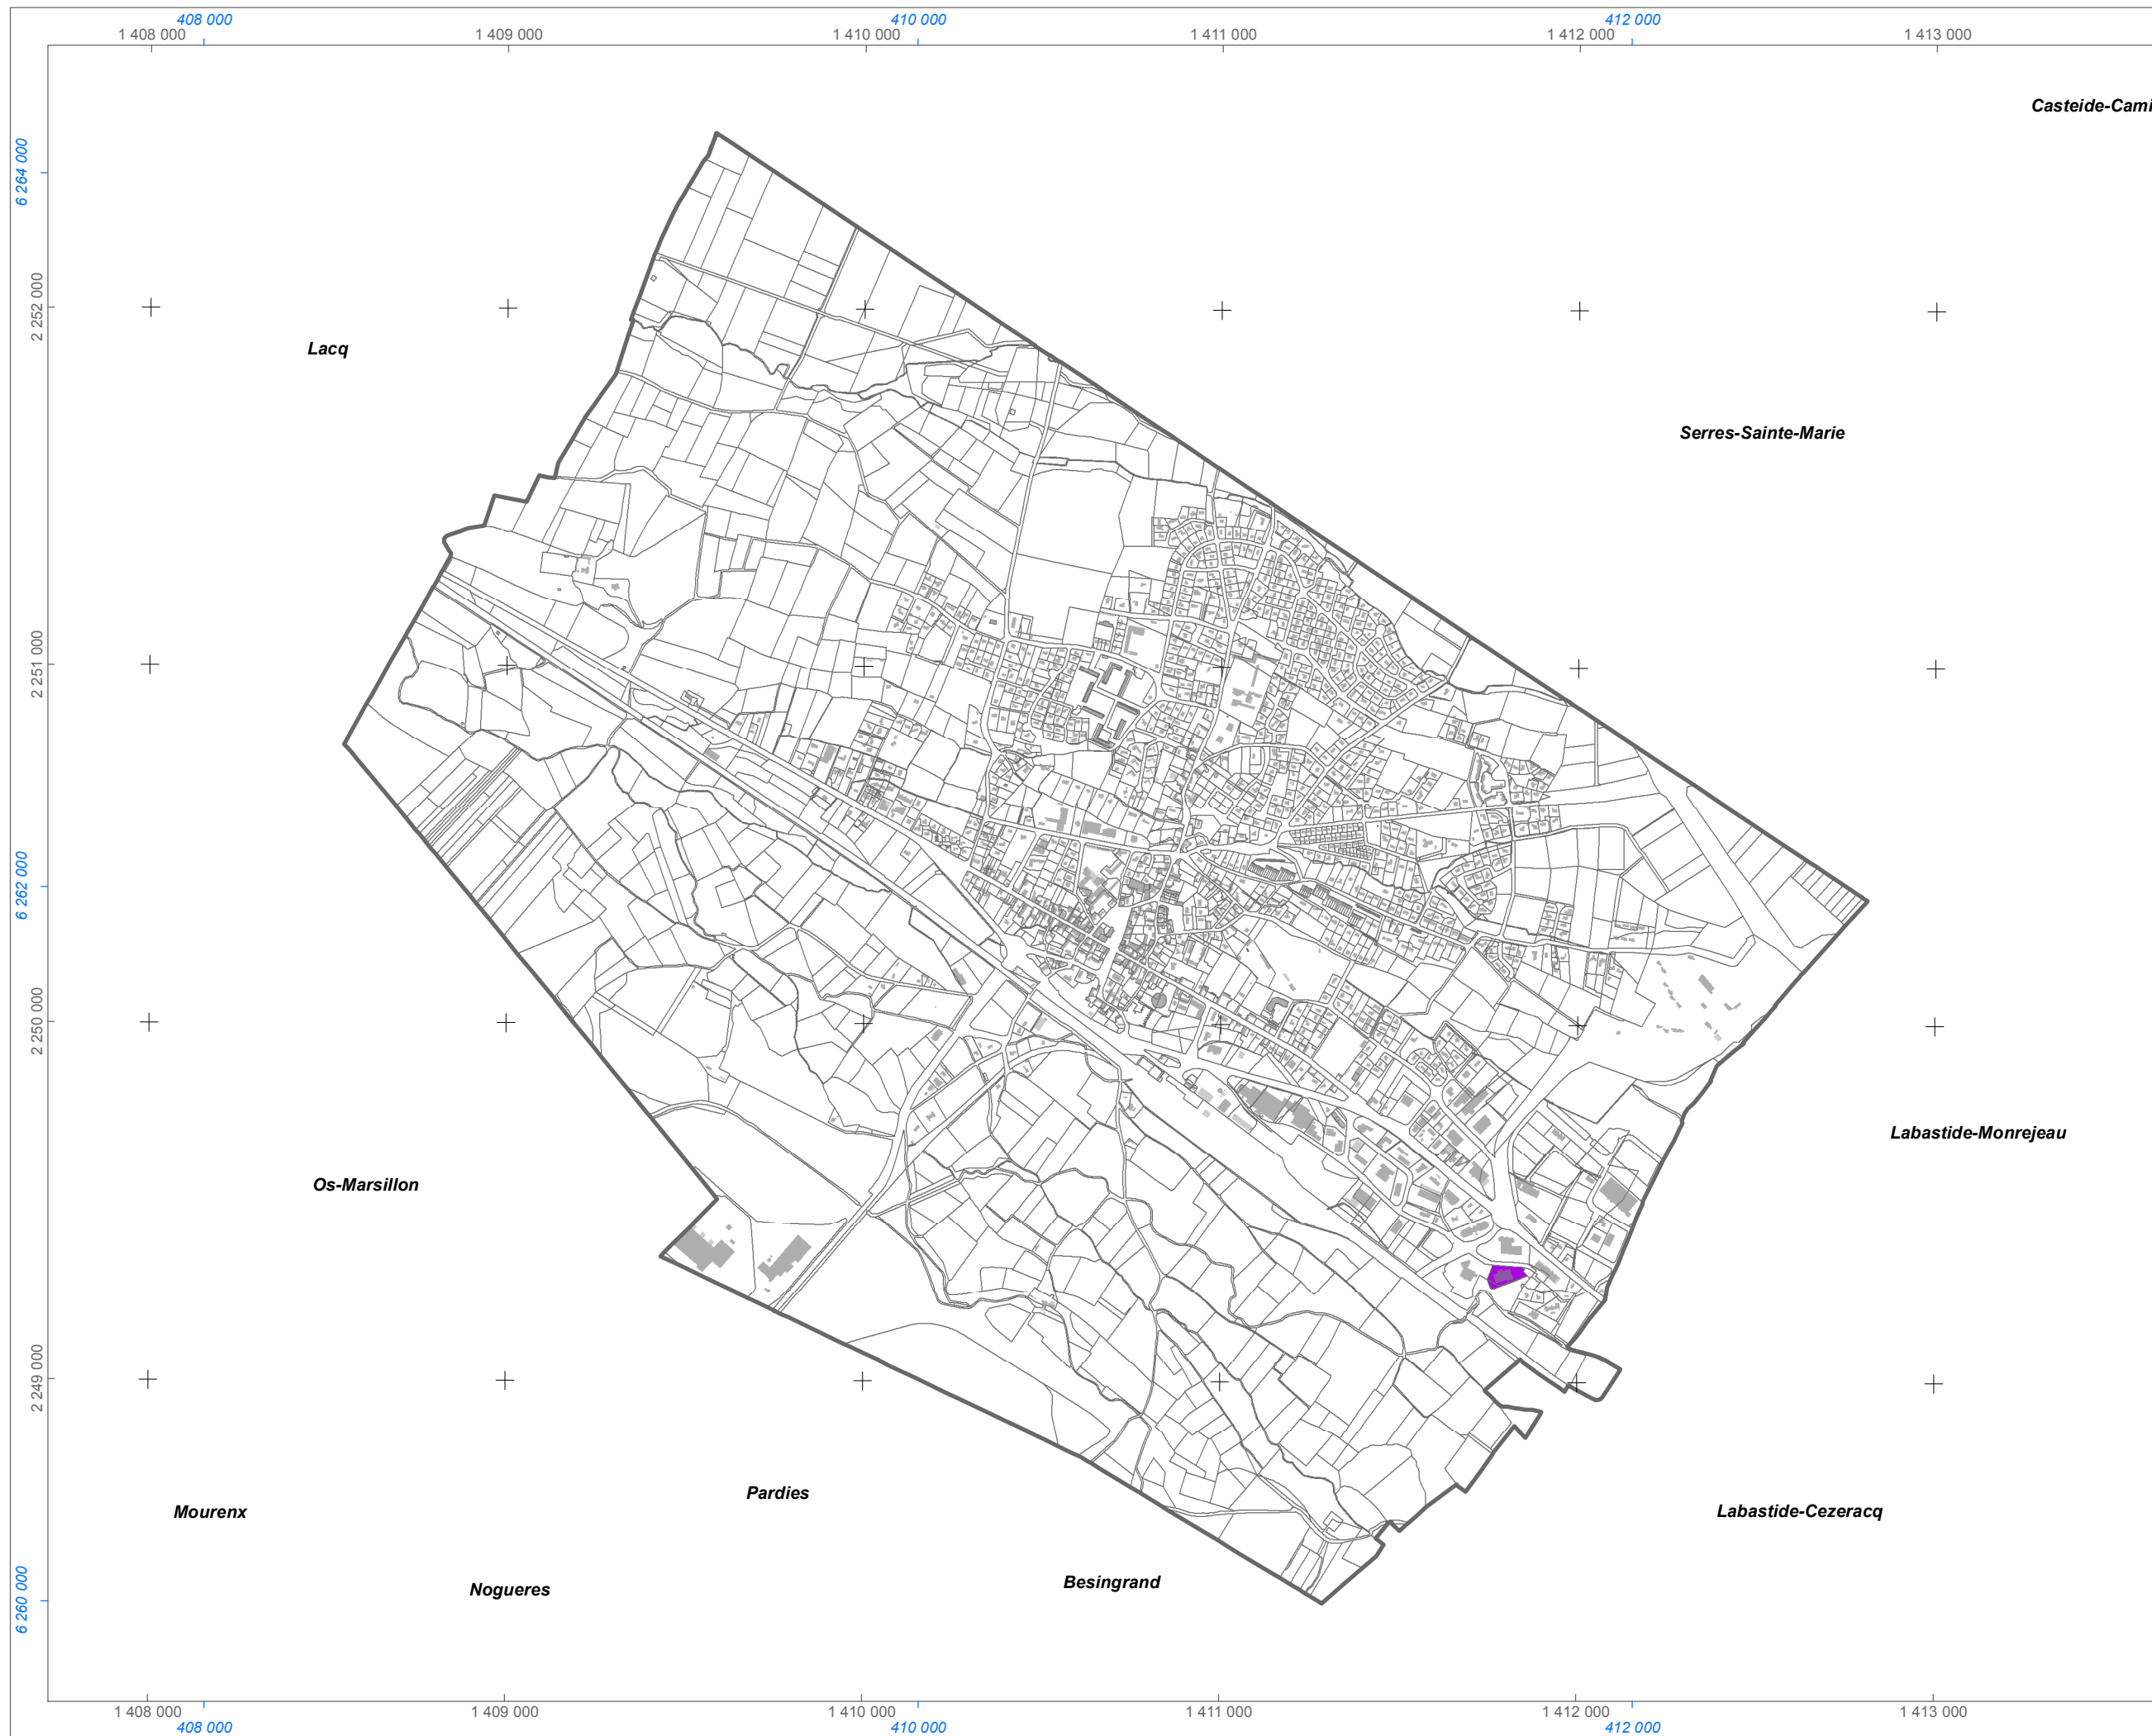 408 000 410 000 412 000
1 408 000 1 409 000 1 410 000 1 411 000 1 412 000 1 413 000
Casteide-Cami
6 264 000
2 252 000
Lacq
Serres-Sainte-Marie
2 251 000
6 262 000
2 250 000
Labastide-Monrejeau
Os-Marsillon
2 249 000
Pardies
Mourenx
Labastide-Cezeracq
Besingrand
Nogueres
6 260 000
1 408 000 1 409 000 1 410 000 1 411 000 1 412 000 1 413 000
408 000 410 000 412 000